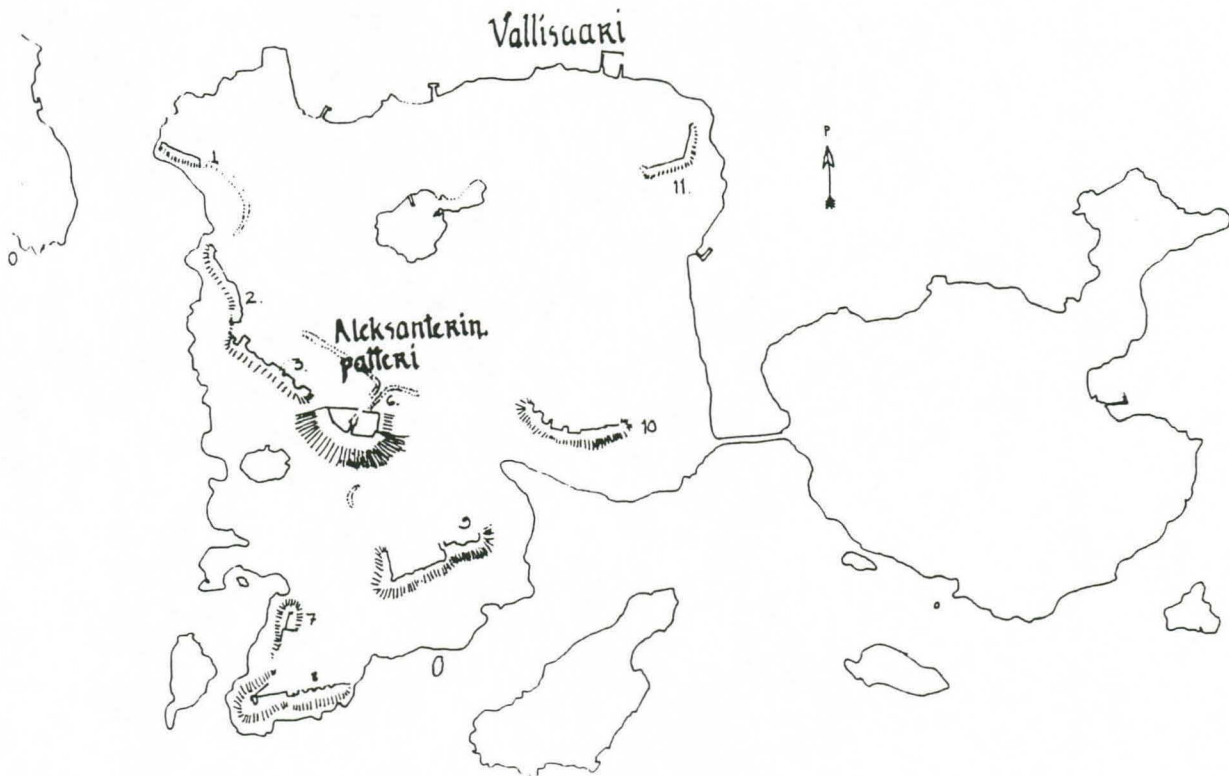 Vallisaari
P
1
11.
2.
Aleksanterin
patteri
3.
6.
10
9
7
8